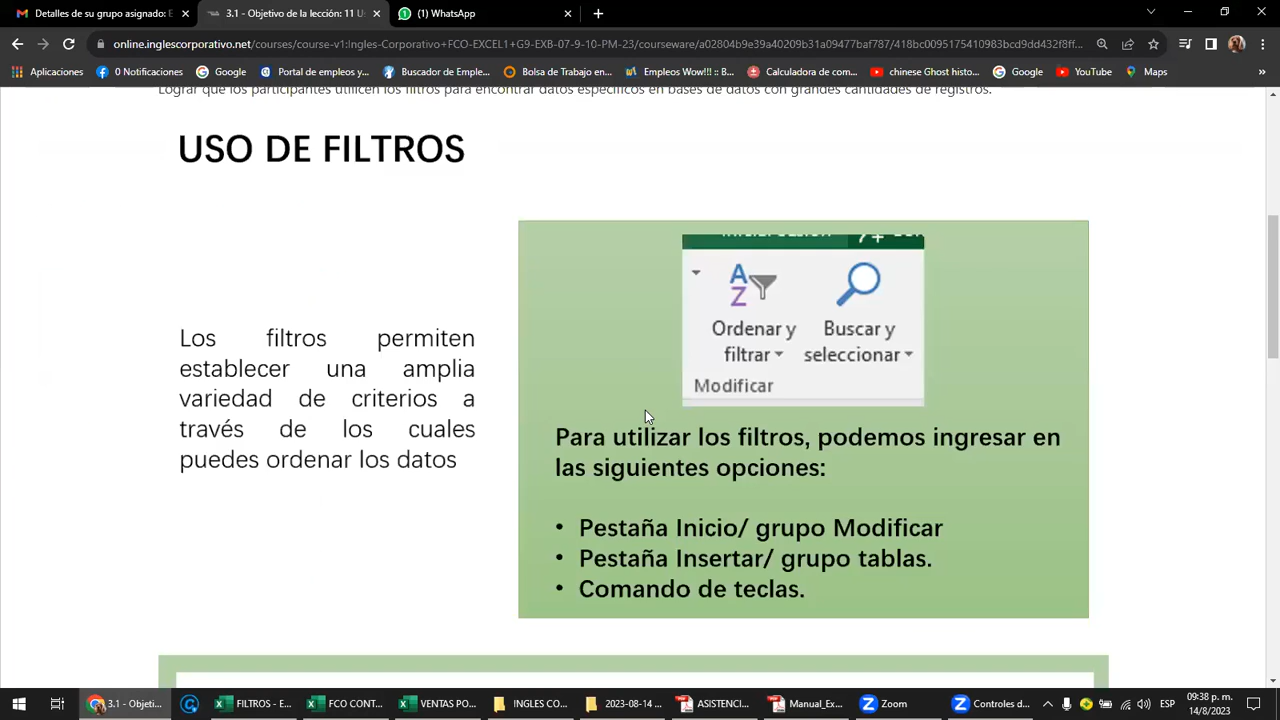 Detalles de su grupo asignado: E
3.1 - Objetivo de la lección: 11 U
(1) WhatsApp
online.inglescorporativo.net/courses/course-v1:Ingles-Corporativo+FCO-EXCEL1+G9-EXB-07-9-10-PM-23/courseware/a02804b9e39a40209b31a09477baf787/418bc0095175410983bcd9dd432f8ff...
Aplicaciones
0 Notificaciones
Google
Portal de empleos y...
Buscador de Emple...
Bolsa de Trabajo en...
Empleos Wow!!! :: B...
Calculadora de com...
chinese Ghost histo...
Google
YouTube
Maps
Lograr que los participantes utilicen los filtros para encontrar datos específicos en bases de datos con grandes cantidades de registros.
USO DE FILTROS
Los filtros permiten
establecer una amplia
variedad de criterios a
través de los cuales
puedes ordenar los datos
Ordenar y
filtrar
Buscar y
seleccionar
Modificar
Para utilizar los filtros, podemos ingresar en
las siguientes opciones:
• Pestaña Inicio/ grupo Modificar
• Pestaña Insertar/ grupo tablas.
• Comando de teclas.
3.1 - Objeti...
FILTROS - E...
FCO CONT...
VENTAS PO...
INGLES CO...
2023-08-14 ...
ASISTENCI...
Manual_Ex...
Zoom
Controles d...
ESP
09:38 p. m.
14/8/2023